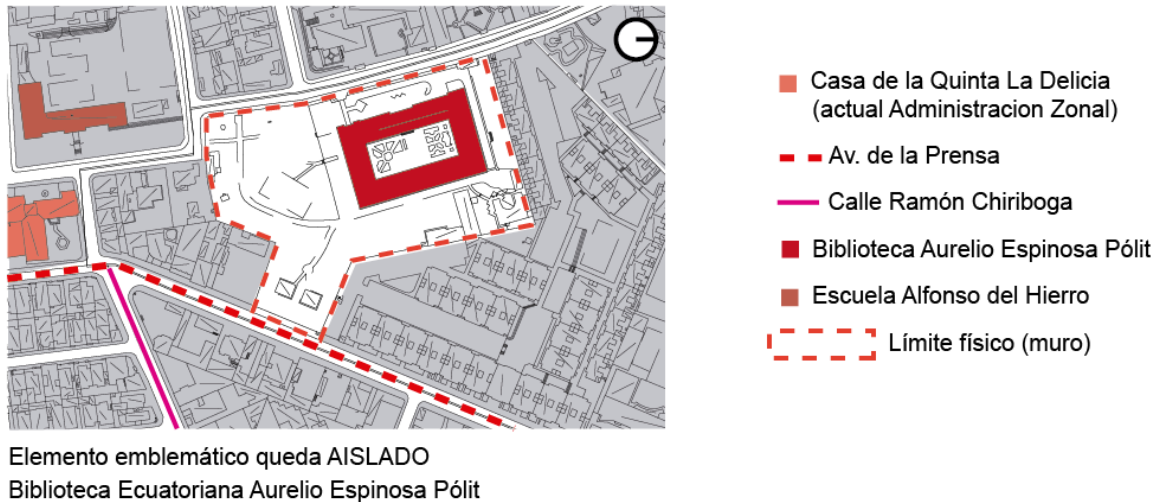 Casa de la Quinta La Delicia
(actual Administracion Zonal)
Av. de la Prensa
Calle Ramón Chiriboga
Biblioteca Aurelio Espinosa Pólit
Escuela Alfonso del Hierro
Límite físico (muro)
Elemento emblemático queda AISLADO
Biblioteca Ecuatoriana Aurelio Espinosa Pólit